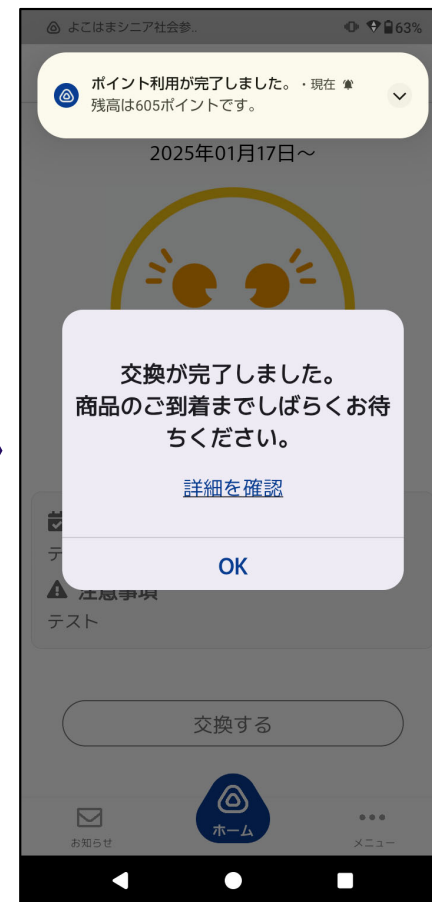 よこはまシニア社会参..
63%
ポイント利用が完了しました。・現在
残高は605ポイントです。
2025年01月17日～
交換が完了しました。
商品のご到着までしばらくお待
ちください。
詳細を確認
OK
テ
注意事項
テスト
交換する
お知らせ
ホーム
メニュー